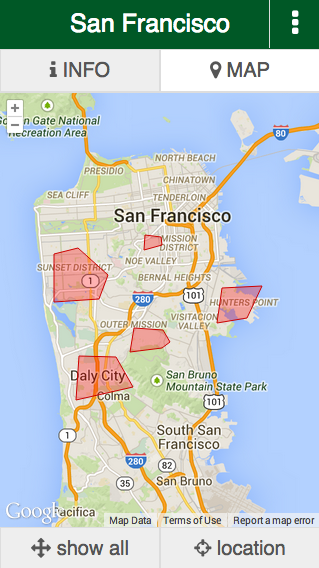 San Francisco
INFO
MAP
+
−
Golden Gate National
Recreation Area
80
NORTH BEACH
PRESIDIO
CHINATOWN
TENDERLOIN
SEA CLIFF
San Francisco
MISSION
DISTRICT
NOE VALLEY
SUNSET DISTRICT
1
BERNAL HEIGHTS
280
101
HUNTERS POINT
VISITACION
VALLEY
OUTER MISSION
Daly City
San Bruno
Mountain State Park
Colma
101
1
South San
Francisco
280
82
35
San Bruno
Google
Pacifica
Map Data
Terms of Use
Report a map error
show all
location